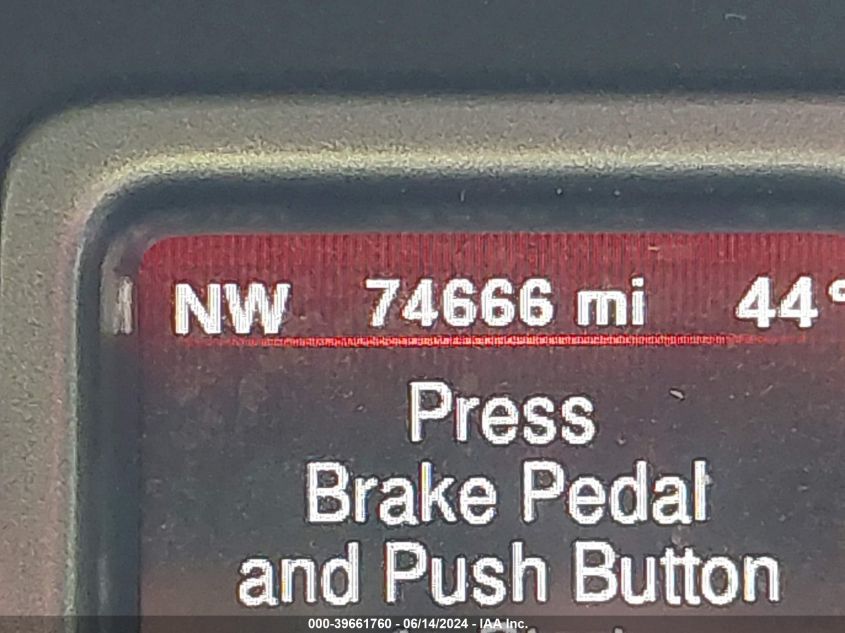 NW 74666 mi 44°
Press
Brake Pedal
and Push Button
000-39661760 - 06/14/2024 - IAA Inc.